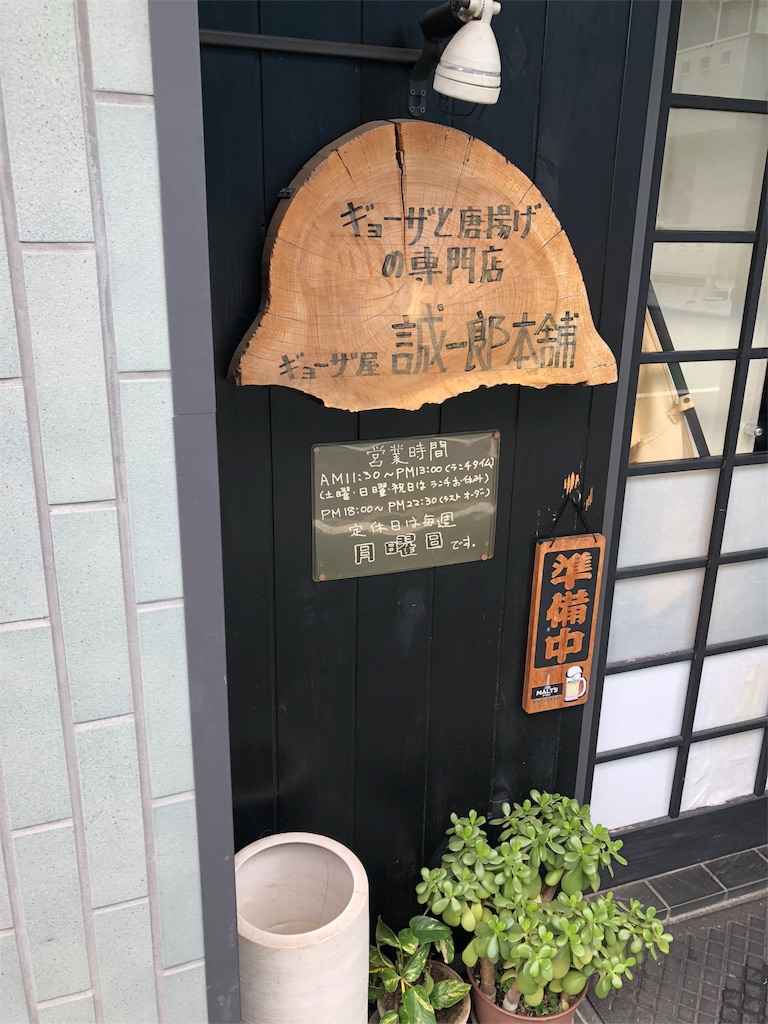 ギョーザと唐揚げ
の専門店
ギョーザ屋 誠一郎本舗
営業時間
AM11:30~PM13:00(ランチタイム)
(土曜・日曜・祝日はランチお休み)
PM18:00~PM22:30(ラストオーダー)
定休日は毎週
月曜日です。
準備中
MALT'S